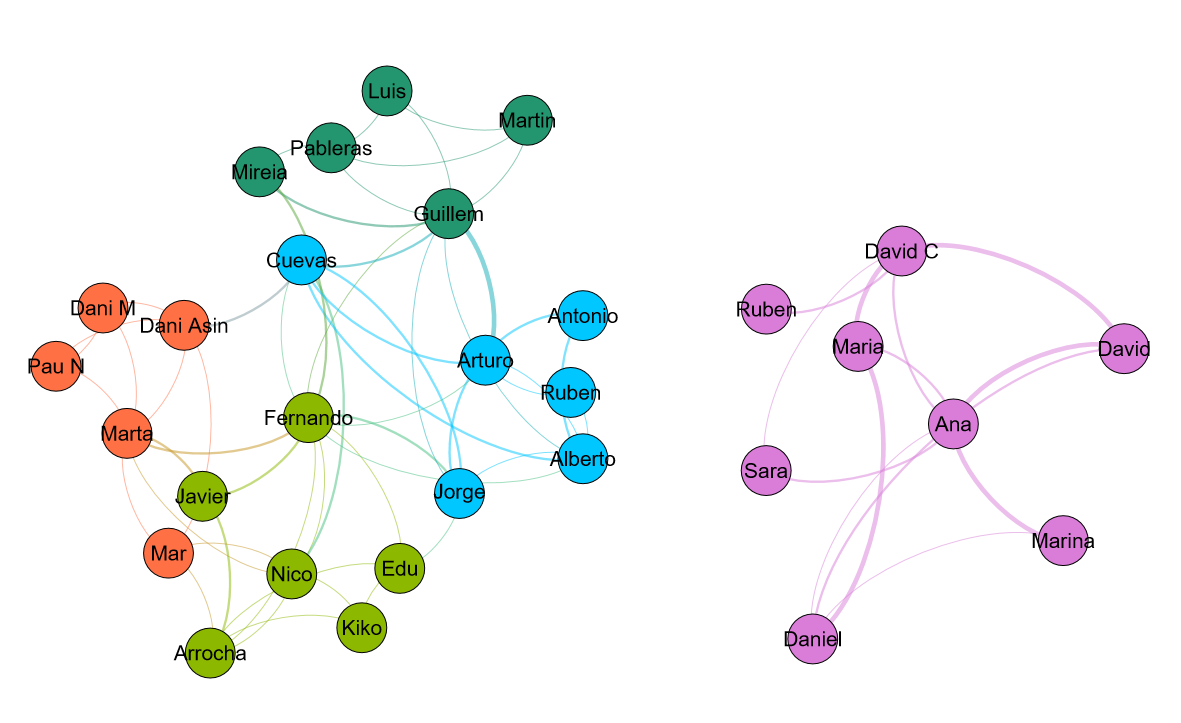 Luis
Martin
Pableras
Mireia
Guillem
Cuevas
Dani M
Dani Asin
Pau N
Antonio
Arturo
Ruben
Fernando
Marta
Alberto
Javier
Jorge
Mar
Nico
Edu
Kiko
Arrocha
David C
Ruben
Maria
David
Ana
Sara
Marina
Daniel